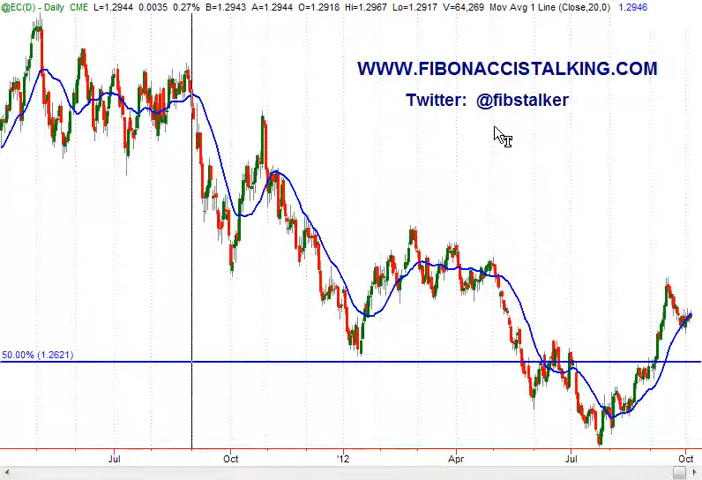 @EC(D) - Daily CME L=1.2944 0.0035 0.27% B=1.2943 A=1.2944 O=1.2918 Hi=1.2967 Lo=1.2917 V=64,269 Mov Avg 1 Line (Close,20,0) 1.2946
WWW.FIBONACCISTALKING.COM
Twitter: @fibstalker
50.00% (1.2621)
Jul Oct '12 Apr Jul Oct